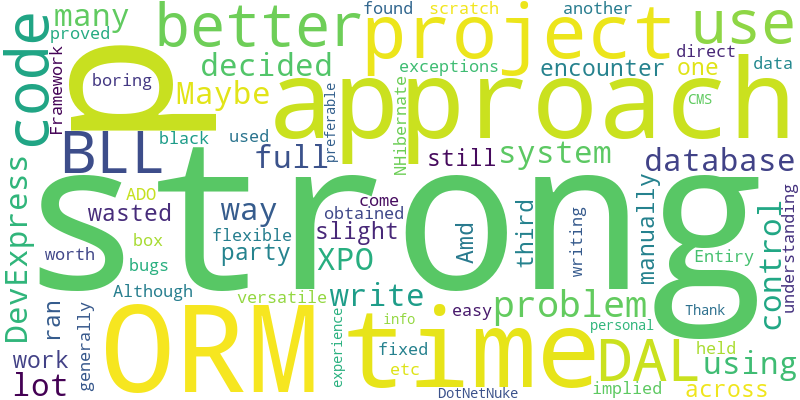 many
proved
better
found
scratch
another
project
use
code
Framework
p
boring
decided
Maybe
exceptions
encounter
direct
one
data
approach
CMS
BLL
black
used
preferable
full
NHibernate
still
system
database
strong
DevExpress
ADO
wasted
way
come
obtained
slight
Amd
third
writing
manually
control
understanding
box
flexible
party
XPO
worth
bugs
Although
versatile
write
easy
problem
Entiry
Thank
ran
generally
ORM
time
experience
info
personal
DAL
held
using
work
lot
fixed
etc
DotNetNuke
implied
across